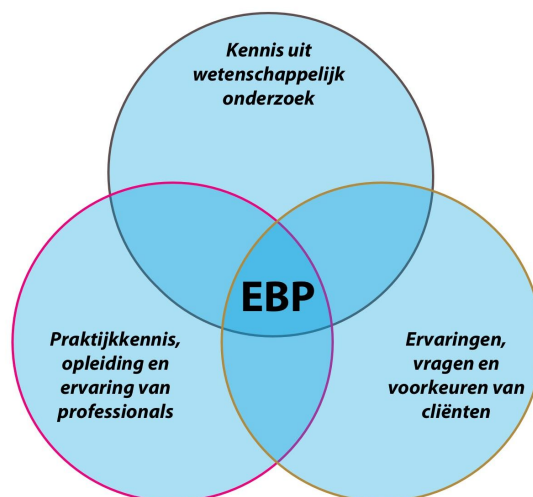 Kennis uit
wetenschappelijk
onderzoek
EBP
Praktijkkennis,
opleiding en
ervaring van
professionals
Ervaringen,
vragen en
voorkeuren van
cliënten